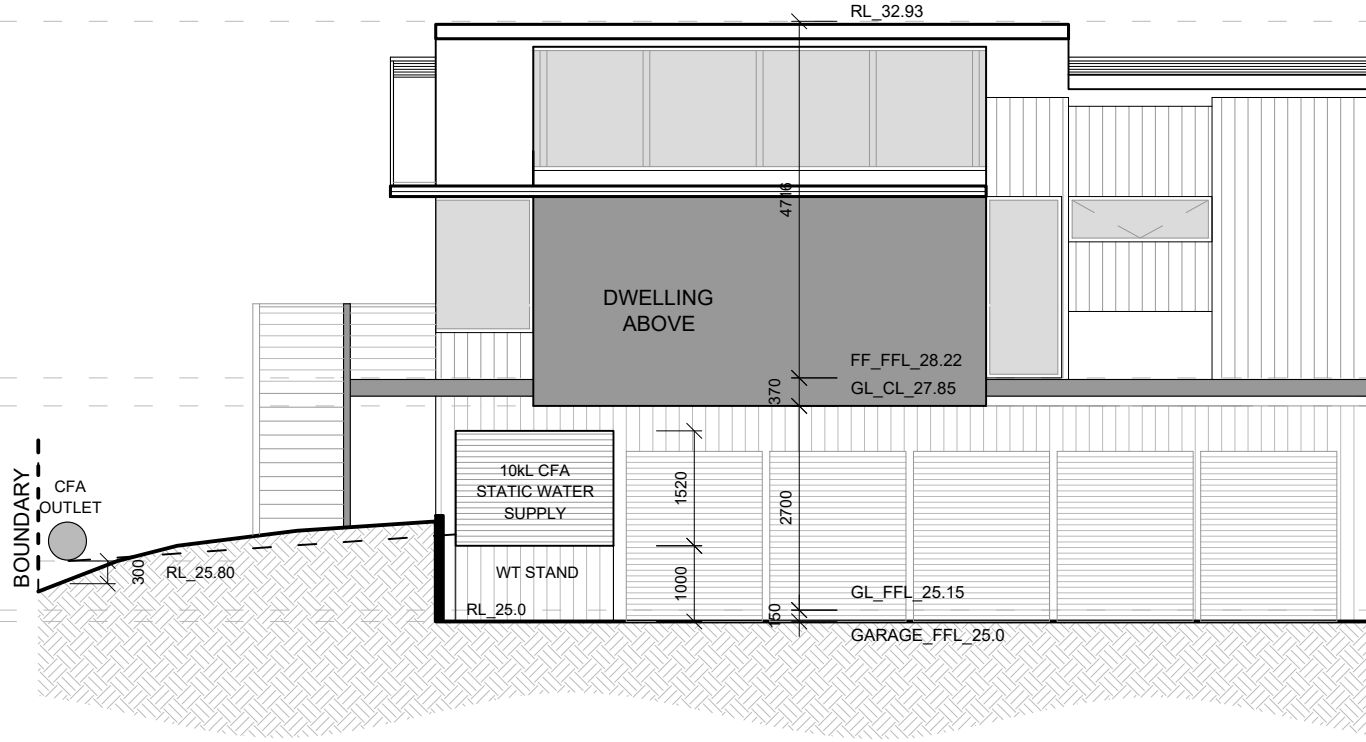 RL_32.93
4716
DWELLING
ABOVE
FF_FFL_28.22
370
GL_CL_27.85
BOUNDARY
CFA
OUTLET
10kL CFA
STATIC WATER
SUPPLY
1520
2700
300
RL_25.80
WT STAND
1000
RL_25.0
GL_FFL_25.15
150
GARAGE_FFL_25.0